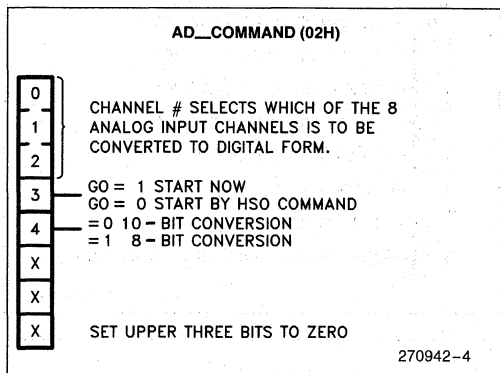 AD__COMMAND (02H)
0
1
2
CHANNEL # SELECTS WHICH OF THE 8
ANALOG INPUT CHANNELS IS TO BE
CONVERTED TO DIGITAL FORM.
3
GO = 1 START NOW
GO = 0 START BY HSO COMMAND
4
= 0 10 – BIT CONVERSION
= 1 8 – BIT CONVERSION
X
X
X
SET UPPER THREE BITS TO ZERO
270942–4